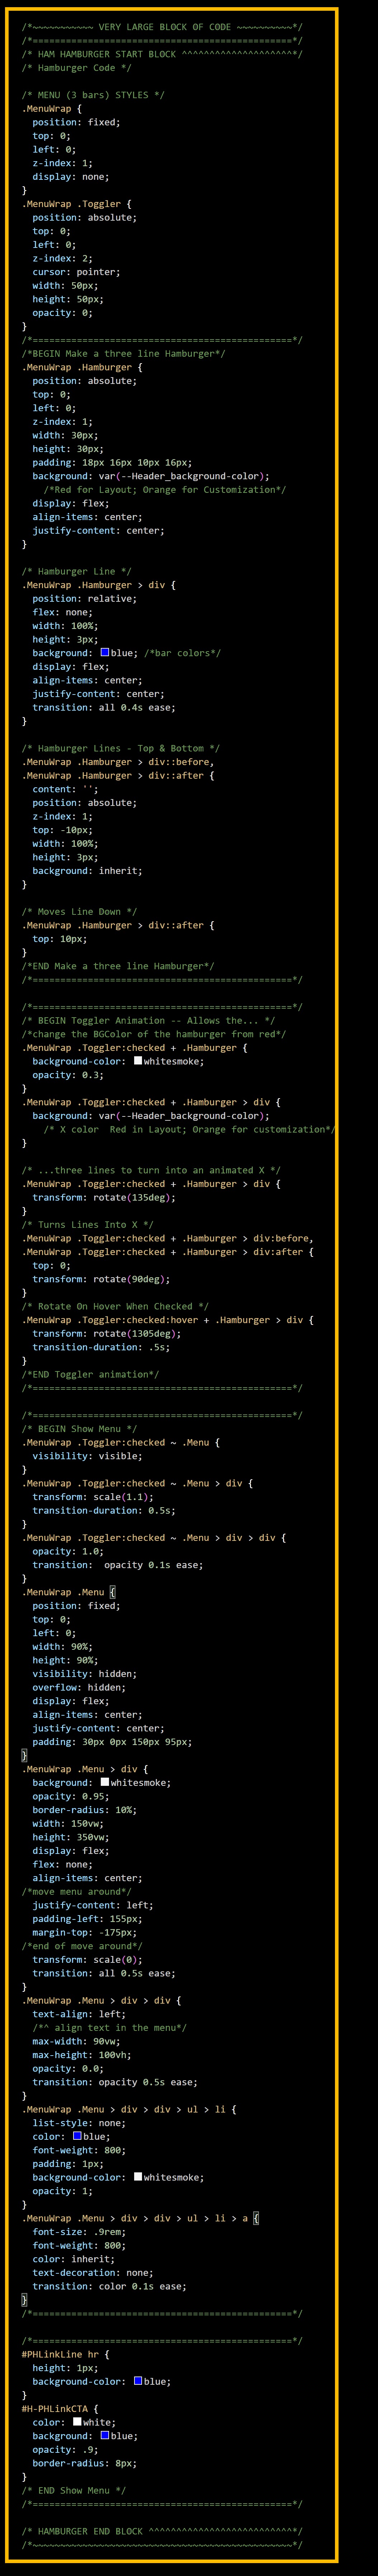 /*~~~~~~~~~~~ VERY LARGE BLOCK OF CODE ~~~~~~~~~~*/
/*===============================================*/
/* HAM HAMBURGER START BLOCK ^^^^^^^^^^^^^^^^^^^^*/
/* Hamburger Code */
/* MENU (3 bars) STYLES */
.MenuWrap {
position: fixed;
top: 0;
left: 0;
z-index: 1;
display: none;
}
.MenuWrap .Toggler {
position: absolute;
top: 0;
left: 0;
z-index: 2;
cursor: pointer;
width: 50px;
height: 50px;
opacity: 0;
}
/*===============================================*/
/*BEGIN Make a three line Hamburger*/
.MenuWrap .Hamburger {
position: absolute;
top: 0;
left: 0;
z-index: 1;
width: 30px;
height: 30px;
padding: 18px 16px 10px 16px;
background: var(--Header_background-color);
/*Red for Layout; Orange for Customization*/
display: flex;
align-items: center;
justify-content: center;
}
/* Hamburger Line */
.MenuWrap .Hamburger > div {
position: relative;
flex: none;
width: 100%;
height: 3px;
background: blue; /*bar colors*/
display: flex;
align-items: center;
justify-content: center;
transition: all 0.4s ease;
}
/* Hamburger Lines - Top & Bottom */
.MenuWrap .Hamburger > div::before,
.MenuWrap .Hamburger > div::after {
content: '';
position: absolute;
z-index: 1;
top: -10px;
width: 100%;
height: 3px;
background: inherit;
}
/* Moves Line Down */
.MenuWrap .Hamburger > div::after {
top: 10px;
}
/*END Make a three line Hamburger*/
/*===============================================*/
/*===============================================*/
/* BEGIN Toggler Animation -- Allows the... */
/*change the BGColor of the hamburger from red*/
.MenuWrap .Toggler:checked + .Hamburger {
background-color: whitesmoke;
opacity: 0.3;
}
.MenuWrap .Toggler:checked + .Hamburger > div {
background: var(--Header_background-color);
/* X color  Red in Layout; Orange for customization*/
}
/* ...three lines to turn into an animated X */
.MenuWrap .Toggler:checked + .Hamburger > div {
transform: rotate(135deg);
}
/* Turns Lines Into X */
.MenuWrap .Toggler:checked + .Hamburger > div:before,
.MenuWrap .Toggler:checked + .Hamburger > div:after {
top: 0;
transform: rotate(90deg);
}
/* Rotate On Hover When Checked */
.MenuWrap .Toggler:checked:hover + .Hamburger > div {
transform: rotate(1305deg);
transition-duration: .5s;
}
/*END Toggler animation*/
/*===============================================*/
/*===============================================*/
/* BEGIN Show Menu */
.MenuWrap .Toggler:checked ~ .Menu {
visibility: visible;
}
.MenuWrap .Toggler:checked ~ .Menu > div {
transform: scale(1.1);
transition-duration: 0.5s;
}
.MenuWrap .Toggler:checked ~ .Menu > div > div {
opacity: 1.0;
transition:  opacity 0.1s ease;
}
.MenuWrap .Menu {
position: fixed;
top: 0;
left: 0;
width: 90%;
height: 90%;
visibility: hidden;
overflow: hidden;
display: flex;
align-items: center;
justify-content: center;
padding: 30px 0px 150px 95px;
}
.MenuWrap .Menu > div {
background: whitesmoke;
opacity: 0.95;
border-radius: 10%;
width: 150vw;
height: 350vw;
display: flex;
flex: none;
align-items: center;
/*move menu around*/
justify-content: left;
padding-left: 155px;
margin-top: -175px;
/*end of move around*/
transform: scale(0);
transition: all 0.5s ease;
}
.MenuWrap .Menu > div > div {
text-align: left;
/*^ align text in the menu*/
max-width: 90vw;
max-height: 100vh;
opacity: 0.0;
transition: opacity 0.5s ease;
}
.MenuWrap .Menu > div > div > ul > li {
list-style: none;
color: blue;
font-weight: 800;
padding: 1px;
background-color: whitesmoke;
opacity: 1;
}
.MenuWrap .Menu > div > div > ul > li > a {
font-size: .9rem;
font-weight: 800;
color: inherit;
text-decoration: none;
transition: color 0.1s ease;
}
/*===============================================*/
/*===============================================*/
#PHLinkLine hr {
height: 1px;
background-color: blue;
}
#H-PHLinkCTA {
color: white;
background: blue;
opacity: .9;
border-radius: 8px;
}
/* END Show Menu */
/*===============================================*/
/* HAMBURGER END BLOCK ^^^^^^^^^^^^^^^^^^^^^^^^^^*/
/*~~~~~~~~~~~~~~~~~~~~~~~~~~~~~~~~~~~~~~~~~~~~~~~*/